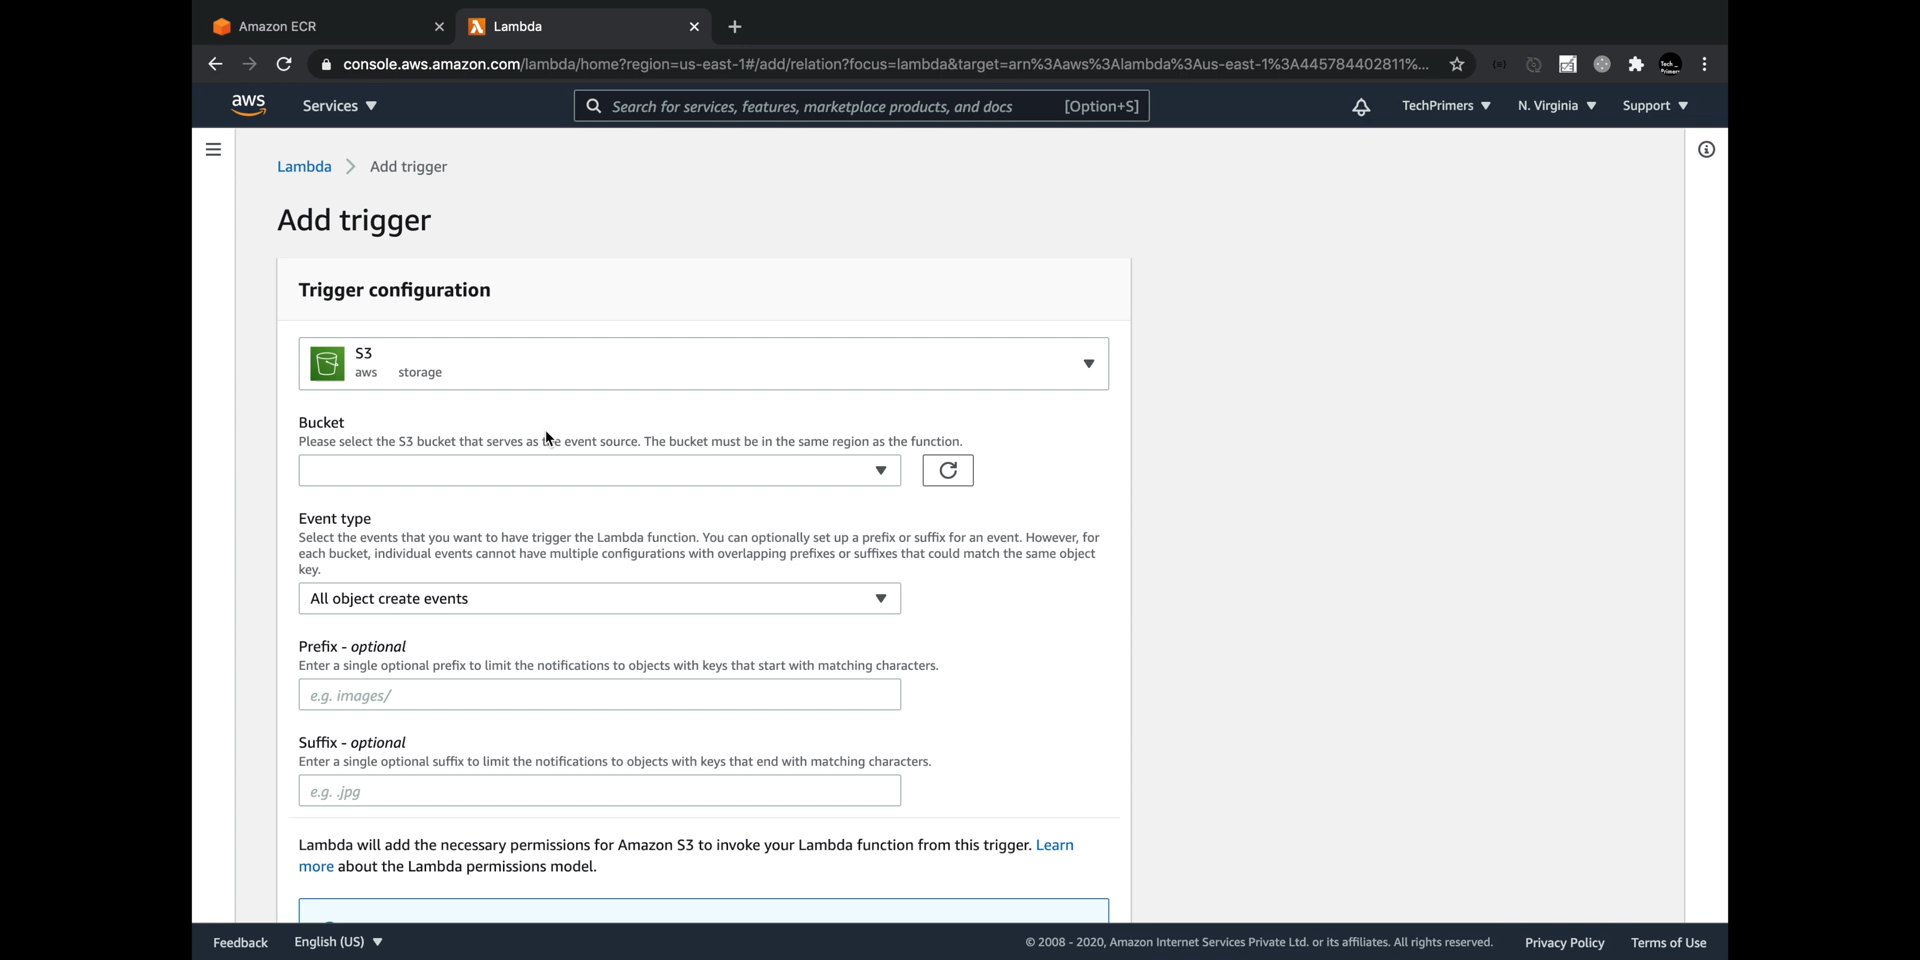 Amazon ECR
Lambda
console.aws.amazon.com/lambda/home?region=us-east-1#/add/relation?focus=lambda&target=arn%3Aaws%3Alambda%3Aus-east-1%3A445784402811%...
aws
Services
Search for services, features, marketplace products, and docs
[Option+S]
TechPrimers
N. Virginia
Support
Lambda
Add trigger
Add trigger
Trigger configuration
S3
aws storage
Bucket
Please select the S3 bucket that serves as the event source. The bucket must be in the same region as the function.
Event type
Select the events that you want to have trigger the Lambda function. You can optionally set up a prefix or suffix for an event. However, for
each bucket, individual events cannot have multiple configurations with overlapping prefixes or suffixes that could match the same object
key.
All object create events
Prefix - optional
Enter a single optional prefix to limit the notifications to objects with keys that start with matching characters.
e.g. images/
Suffix - optional
Enter a single optional suffix to limit the notifications to objects with keys that end with matching characters.
e.g. .jpg
Lambda will add the necessary permissions for Amazon S3 to invoke your Lambda function from this trigger. Learn
more about the Lambda permissions model.
Feedback
English (US)
© 2008 - 2020, Amazon Internet Services Private Ltd. or its affiliates. All rights reserved.
Privacy Policy
Terms of Use